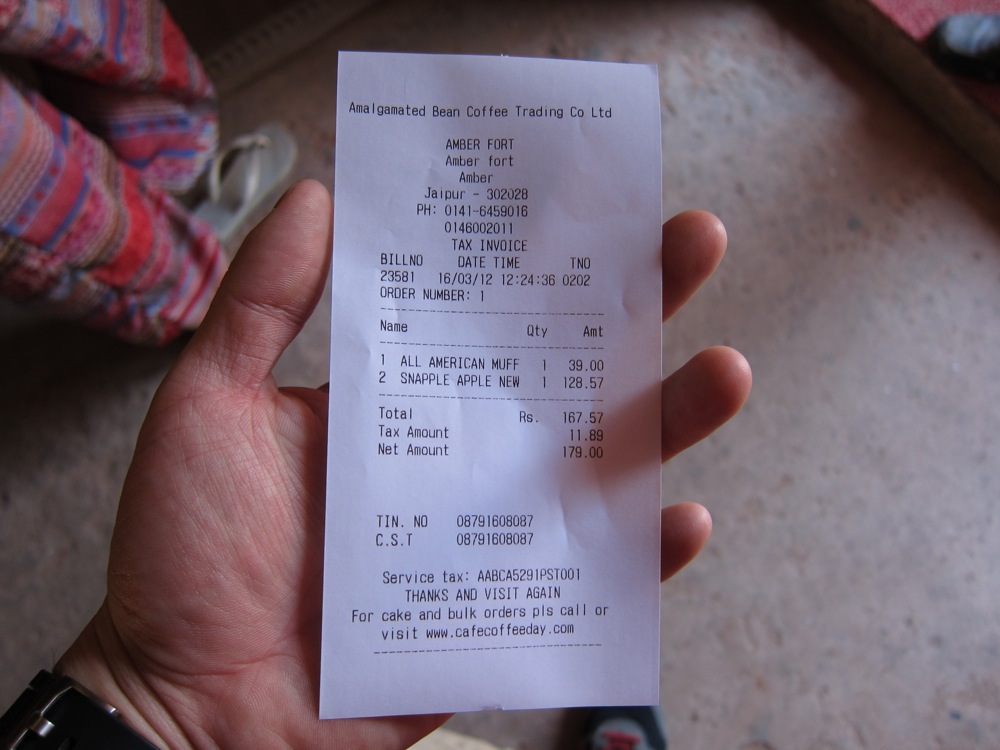 Amalgamated Bean Coffee Trading Co Ltd
AMBER FORT
Amber fort
Amber
Jaipur - 302028
PH: 0141-6459016
0146002011
TAX INVOICE
BILLNO DATE TIME TNO
23581 16/03/12 12:24:36 0202
ORDER NUMBER: 1
Name Qty Amt
1 ALL AMERICAN MUFF 1 39.00
2 SNAPPLE APPLE NEW 1 128.57
Total Rs. 167.57
Tax Amount 11.89
Net Amount 179.00
TIN. NO 08791608087
C.S.T 08791608087
Service tax: AABCA5291PST001
THANKS AND VISIT AGAIN
For cake and bulk orders pls call or
visit www.cafecoffeeday.com